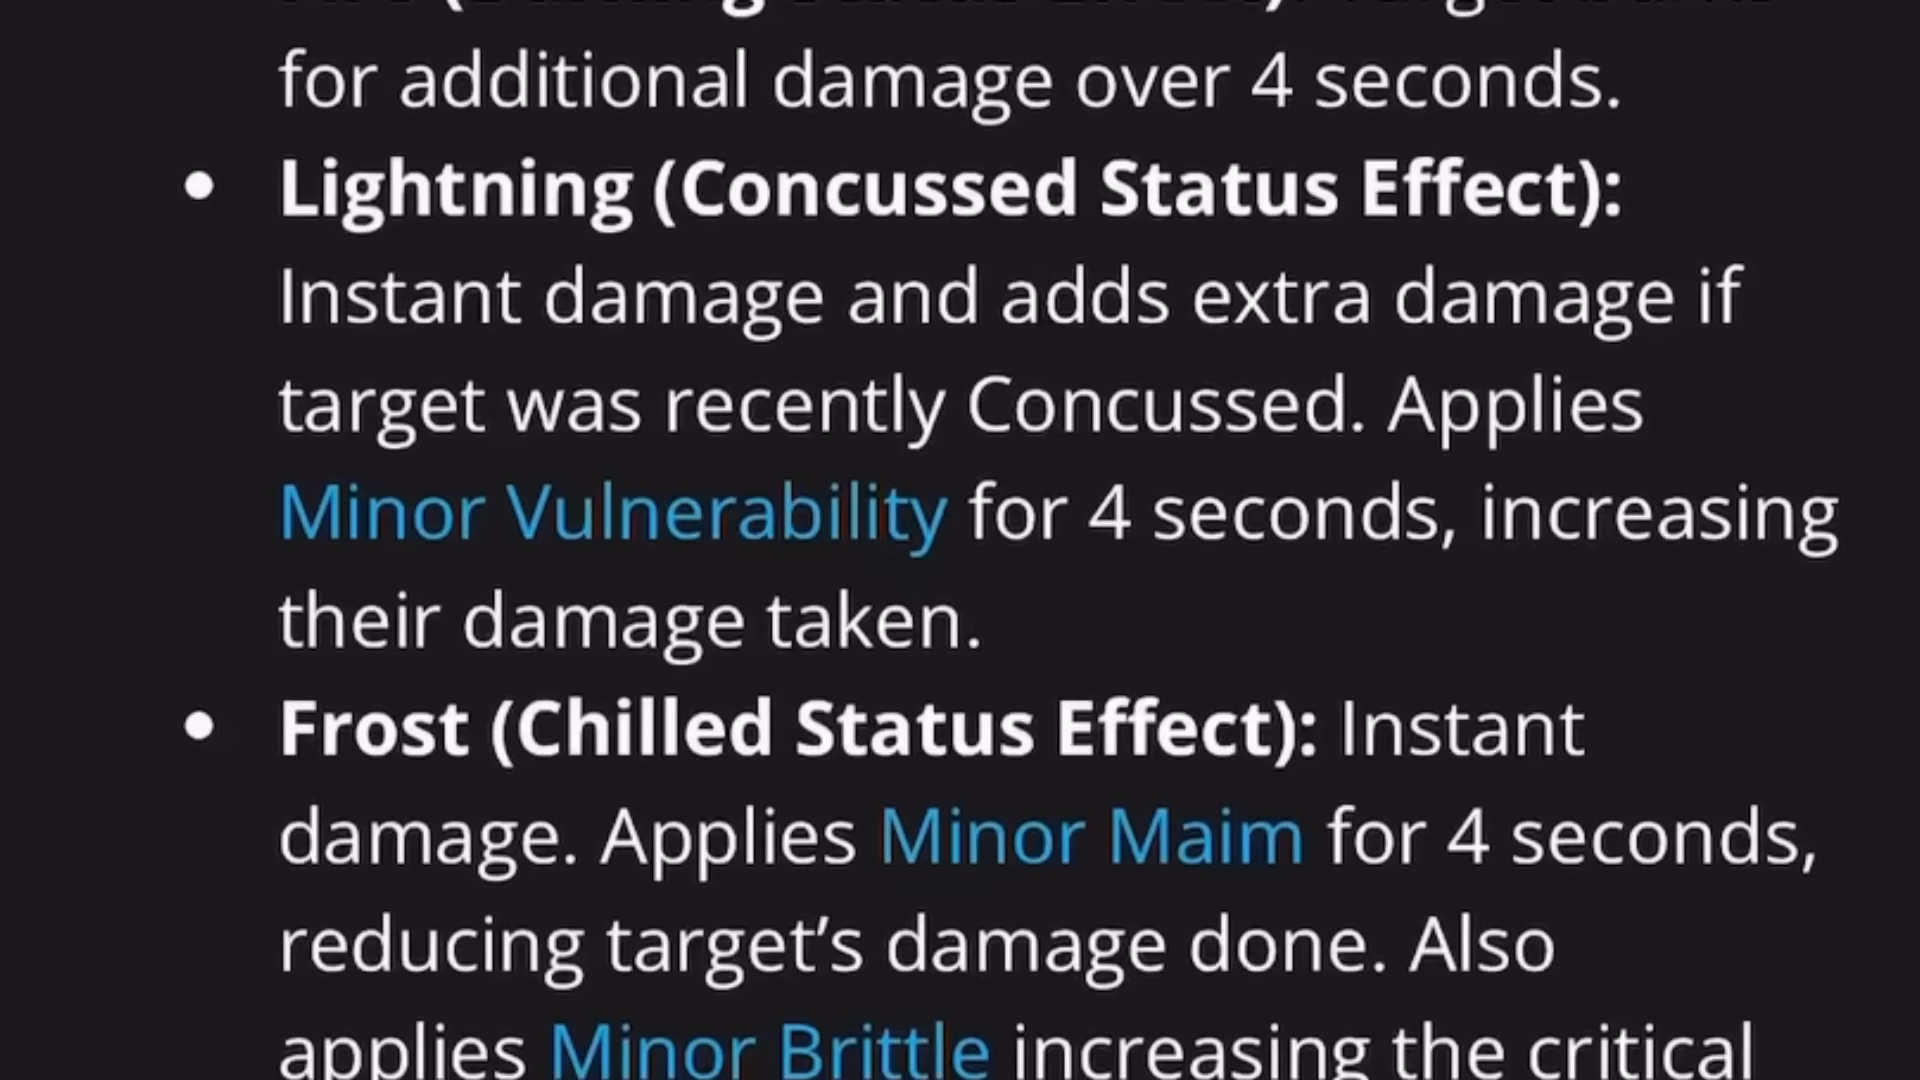 for additional damage over 4 seconds.
• Lightning (Concussed Status Effect):
Instant damage and adds extra damage if
target was recently Concussed. Applies
Minor Vulnerability for 4 seconds, increasing
their damage taken.
• Frost (Chilled Status Effect): Instant
damage. Applies Minor Maim for 4 seconds,
reducing target’s damage done. Also
applies Minor Brittle increasing the critical